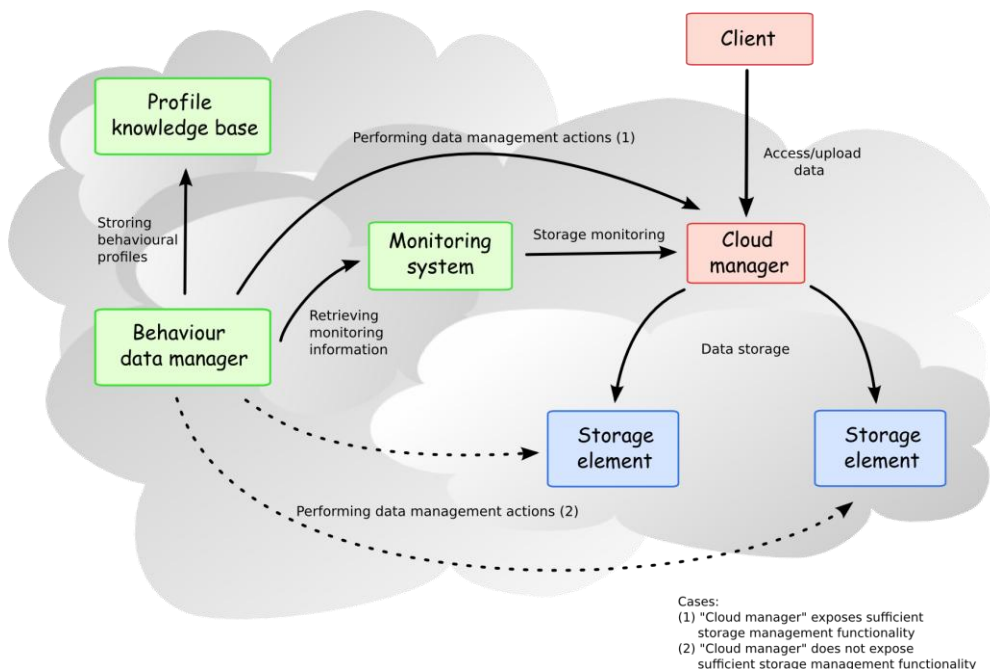 Client
Profile
knowledge base
Performing data management actions (1)
Access/upload
data
Stroring
behavioural
profiles
Monitoring
system
Storage monitoring
Cloud
manager
Retrieving
monitoring
information
Behaviour
data manager
Data storage
Storage
element
Storage
element
Performing data management actions (2)
Cases:
(1) "Cloud manager" exposes sufficient
storage management functionality
(2) "Cloud manager" does not expose
sufficient storage management functionality